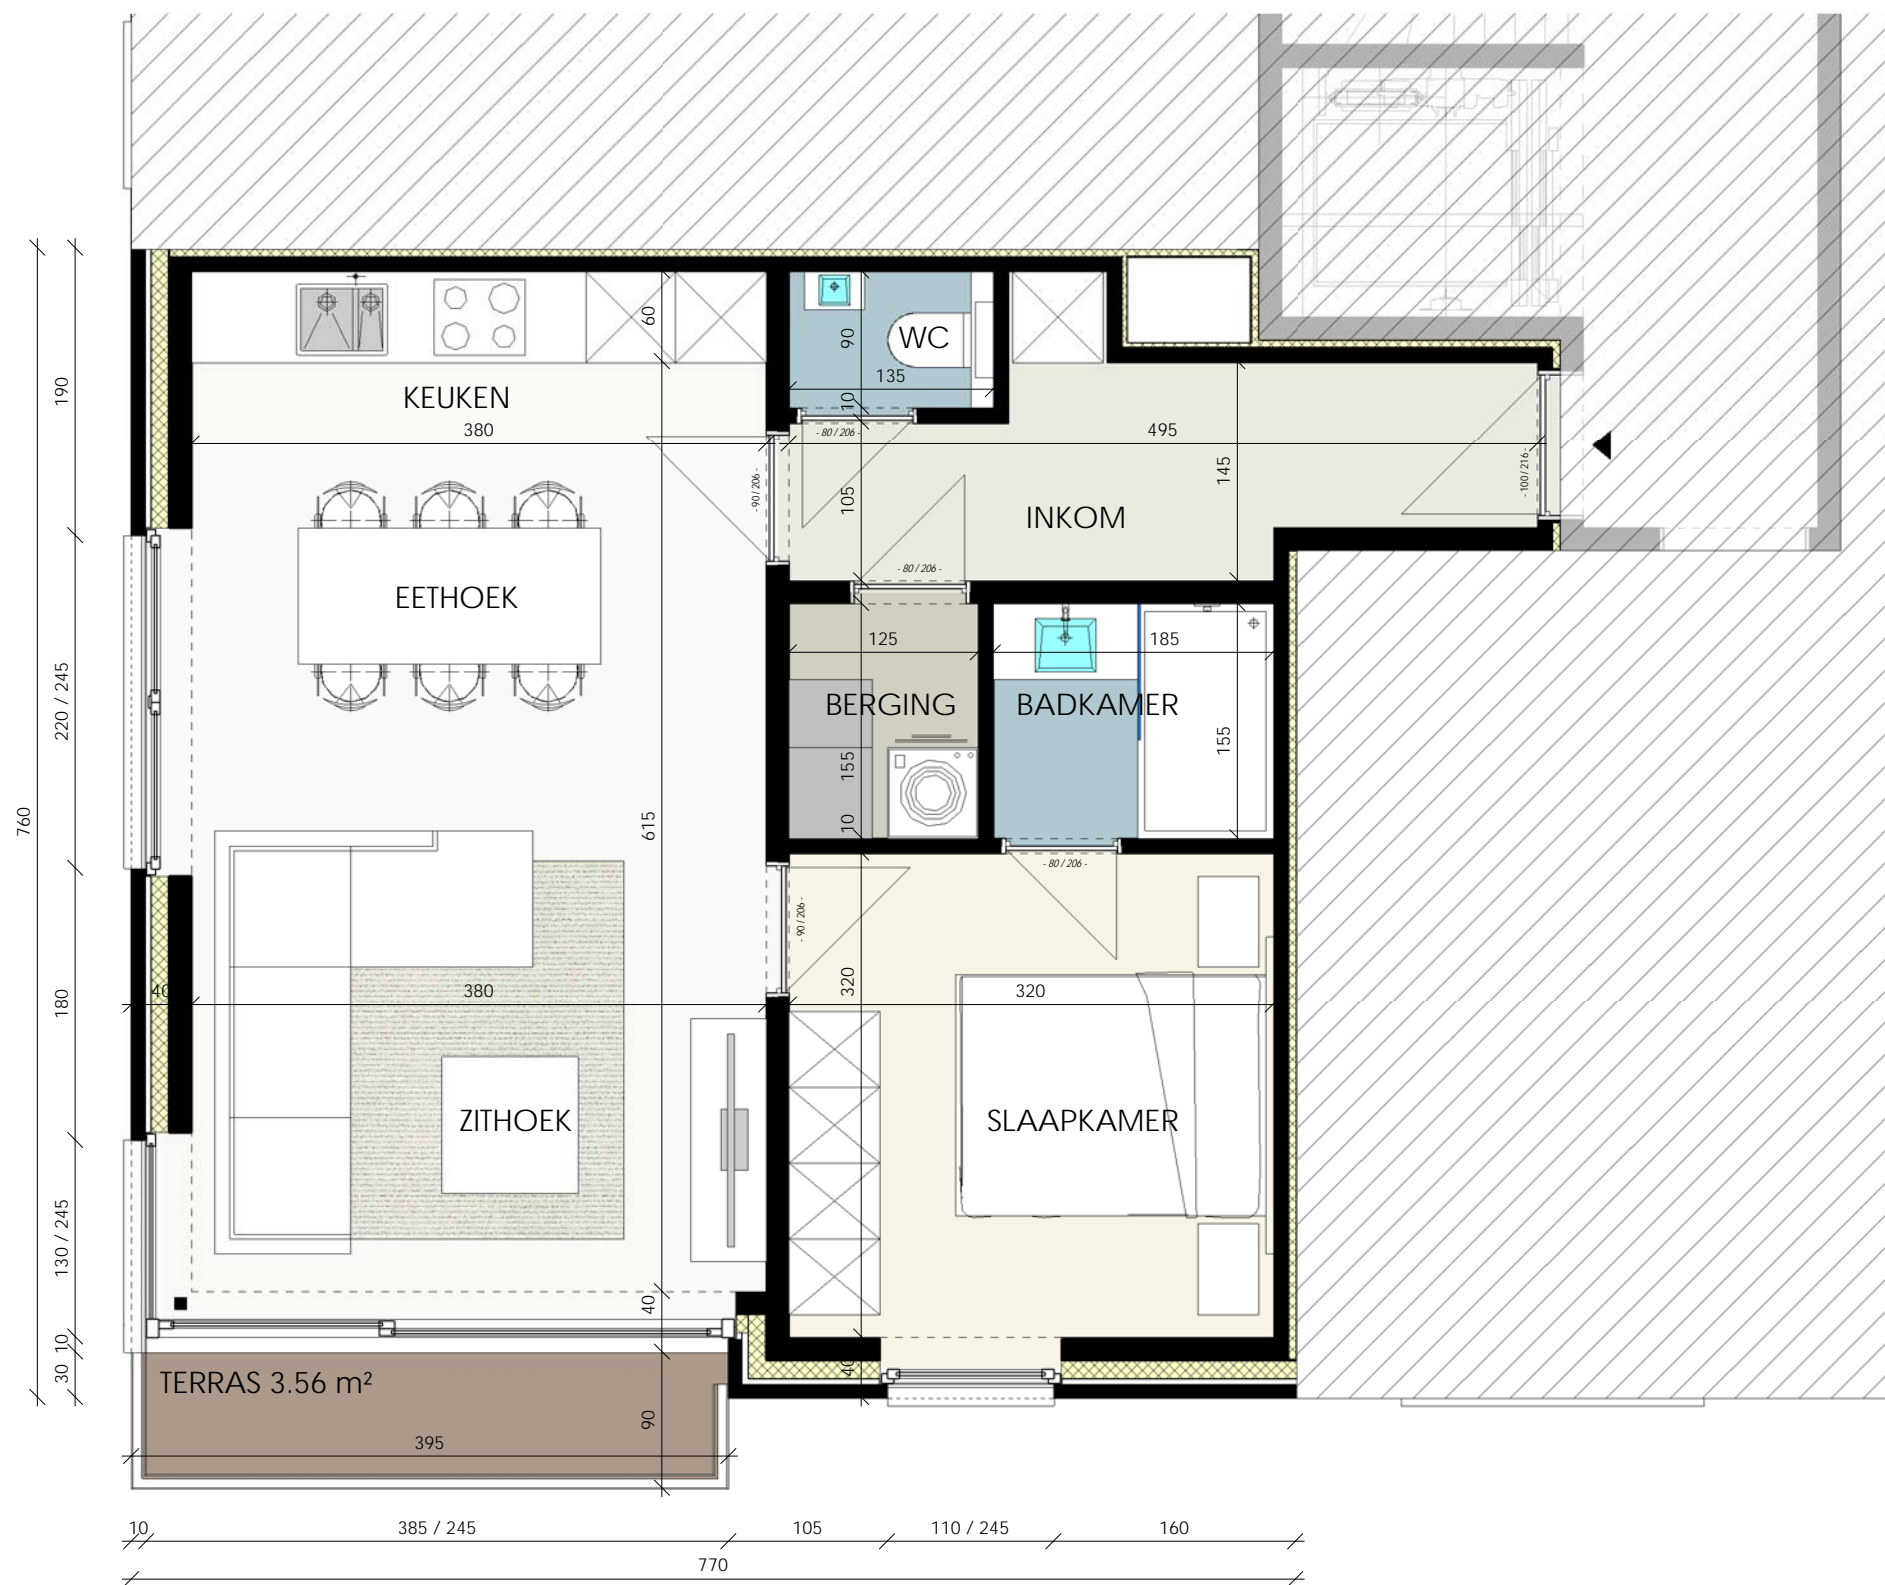 60
90
WC
135
10
190
KEUKEN
380
- 80 / 206 -
495
- 90 / 206 -
105
145
- 100 / 216 -
INKOM
- 80 / 206 -
EETHOEK
125
185
220 / 245
BERGING
BADKAMER
155
155
760
615
10
- 80 / 206 -
- 90 / 206 -
180
40
380
320
320
ZITHOEK
SLAAPKAMER
130 / 245
40
10
30
40
TERRAS 3.56 m²
90
395
10
385 / 245
105
110 / 245
160
770